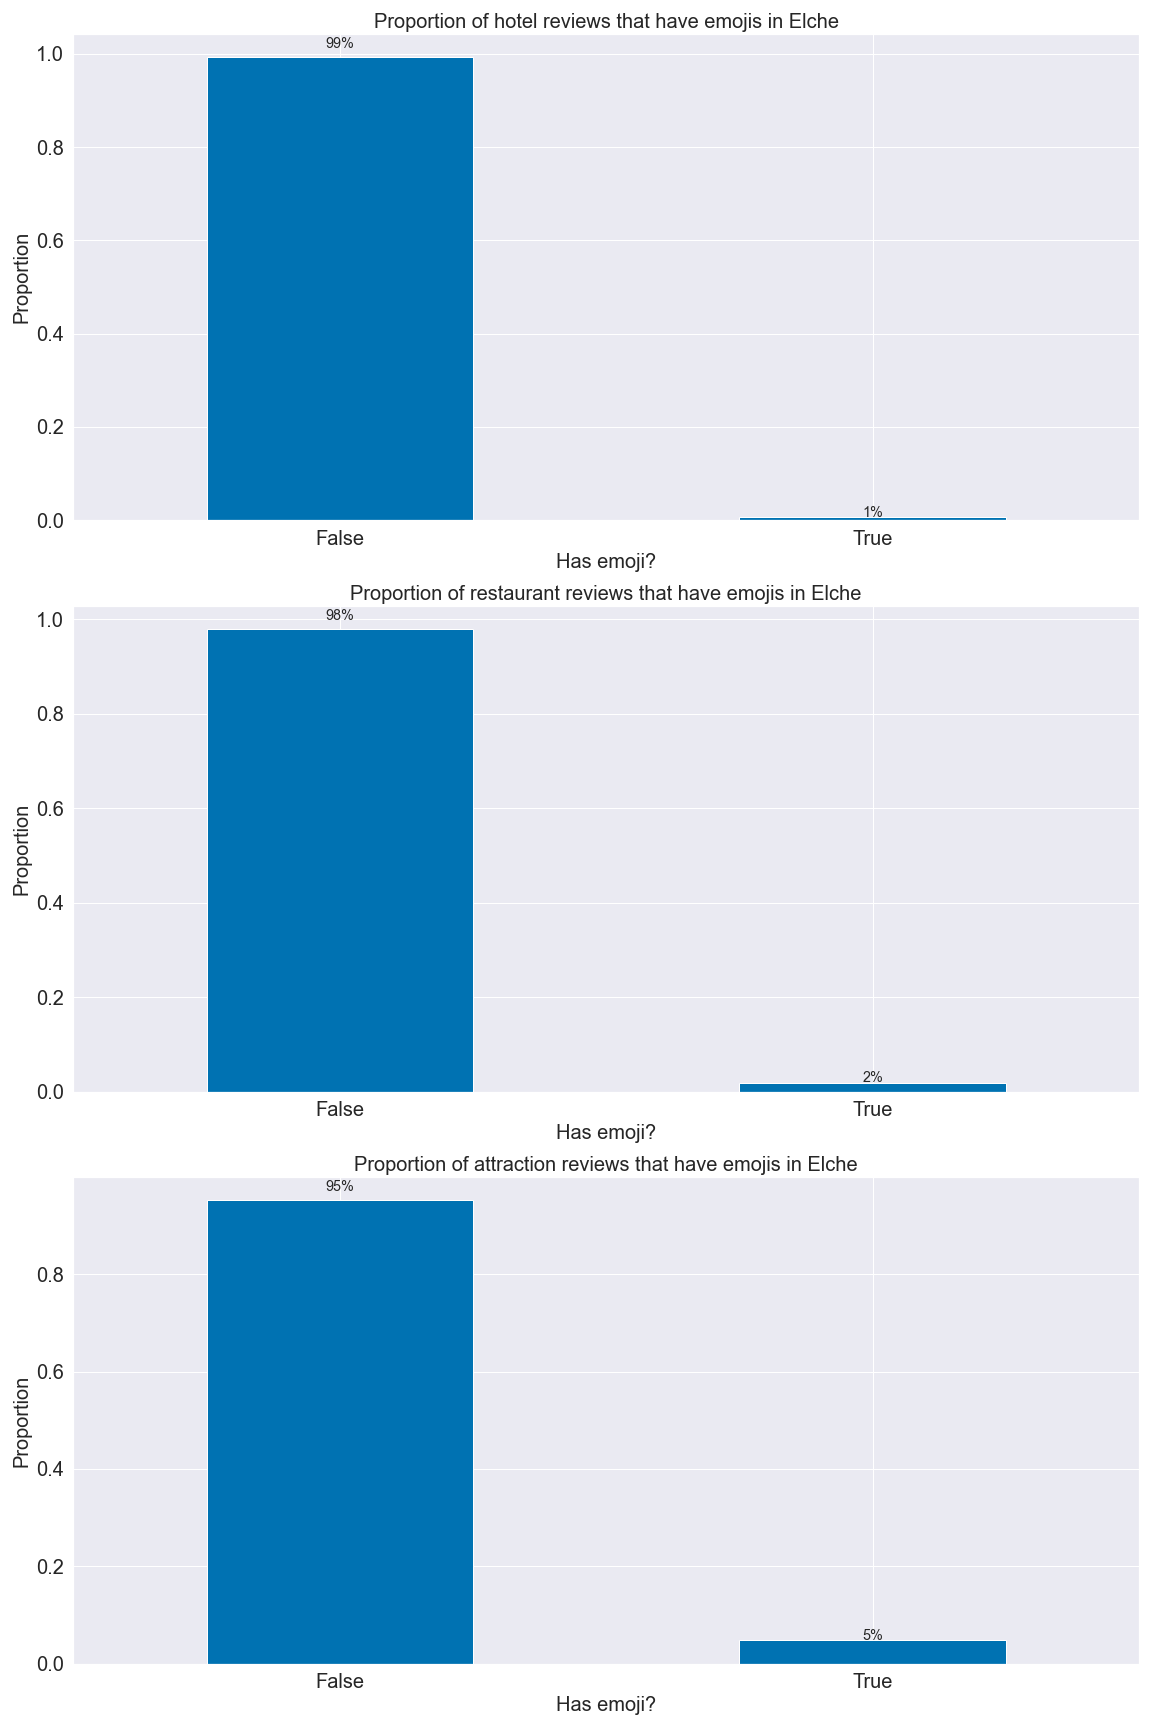 Proportion of hotel reviews that have emojis in Elche
99%
1.0
0.8
0.6
0.4
0.2
0.0
Proportion
1%
False
True
Has emoji?
Proportion of restaurant reviews that have emojis in Elche
98%
1.0
0.8
0.6
0.4
0.2
0.0
Proportion
2%
False
True
Has emoji?
Proportion of attraction reviews that have emojis in Elche
95%
0.8
0.6
0.4
0.2
0.0
Proportion
5%
False
True
Has emoji?